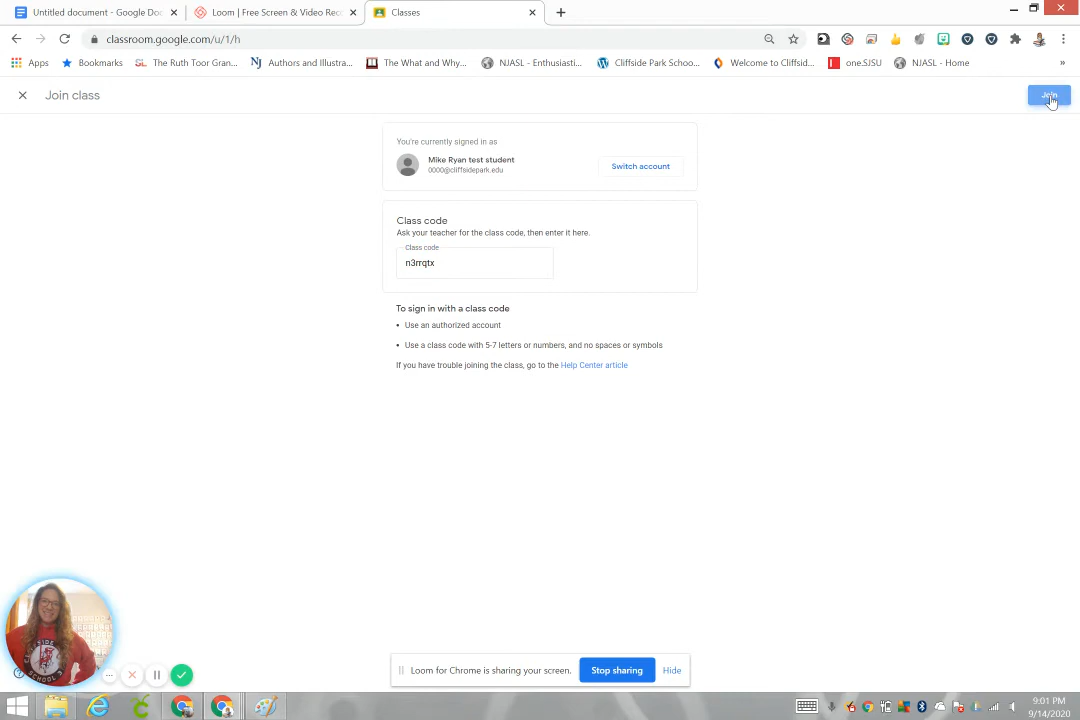 Untitled document - Google Doc
Loom | Free Screen & Video Rec
Classes
classroom.google.com/u/1/h
Apps
Bookmarks
The Ruth Toor Gran...
Authors and Illustra...
The What and Why...
NJASL - Enthusiasti...
Cliffside Park Schoo...
Welcome to Cliffsid...
one.SJSU
NJASL - Home
Join class
Join
You're currently signed in as
Mike Ryan test student
0000@cliffsidepark.edu
Switch account
Class code
Ask your teacher for the class code, then enter it here.
Class code
n3rrqtx
To sign in with a class code
Use an authorized account
Use a class code with 5-7 letters or numbers, and no spaces or symbols
If you have trouble joining the class, go to the Help Center article
Loom for Chrome is sharing your screen.
Stop sharing
Hide
9:01 PM
9/14/2020